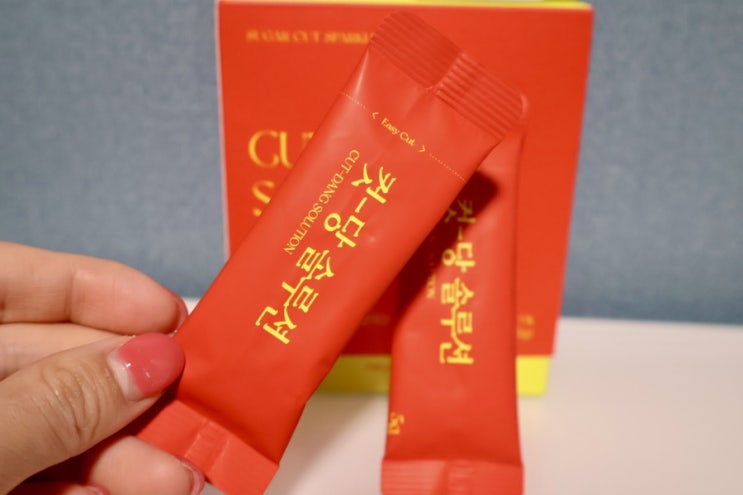 SUGAR CUT SPARKL
CU
S
< Easy Cut >
컷-당 솔루션
CUT-DANG SOLUTION
컷-당 솔루션